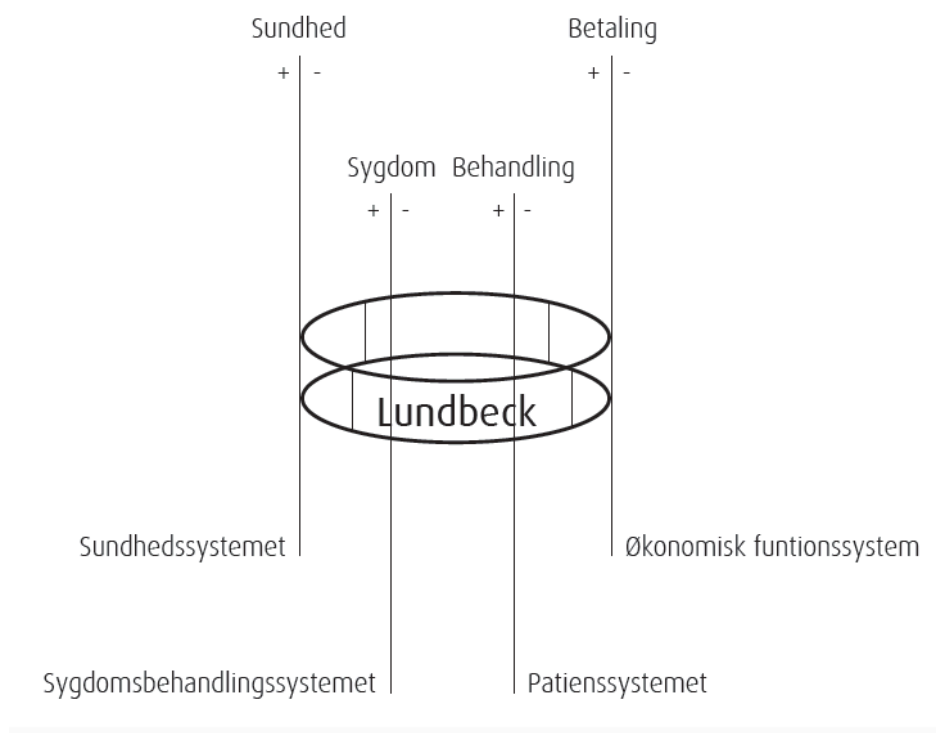 Sundhed Betaling
+ - + -
Sygdom Behandling
+ - + -
Lundbeck
Sundhedssystemet Økonomisk funtionssystem
Sygdomsbehandlingssystemet Patienssystemet